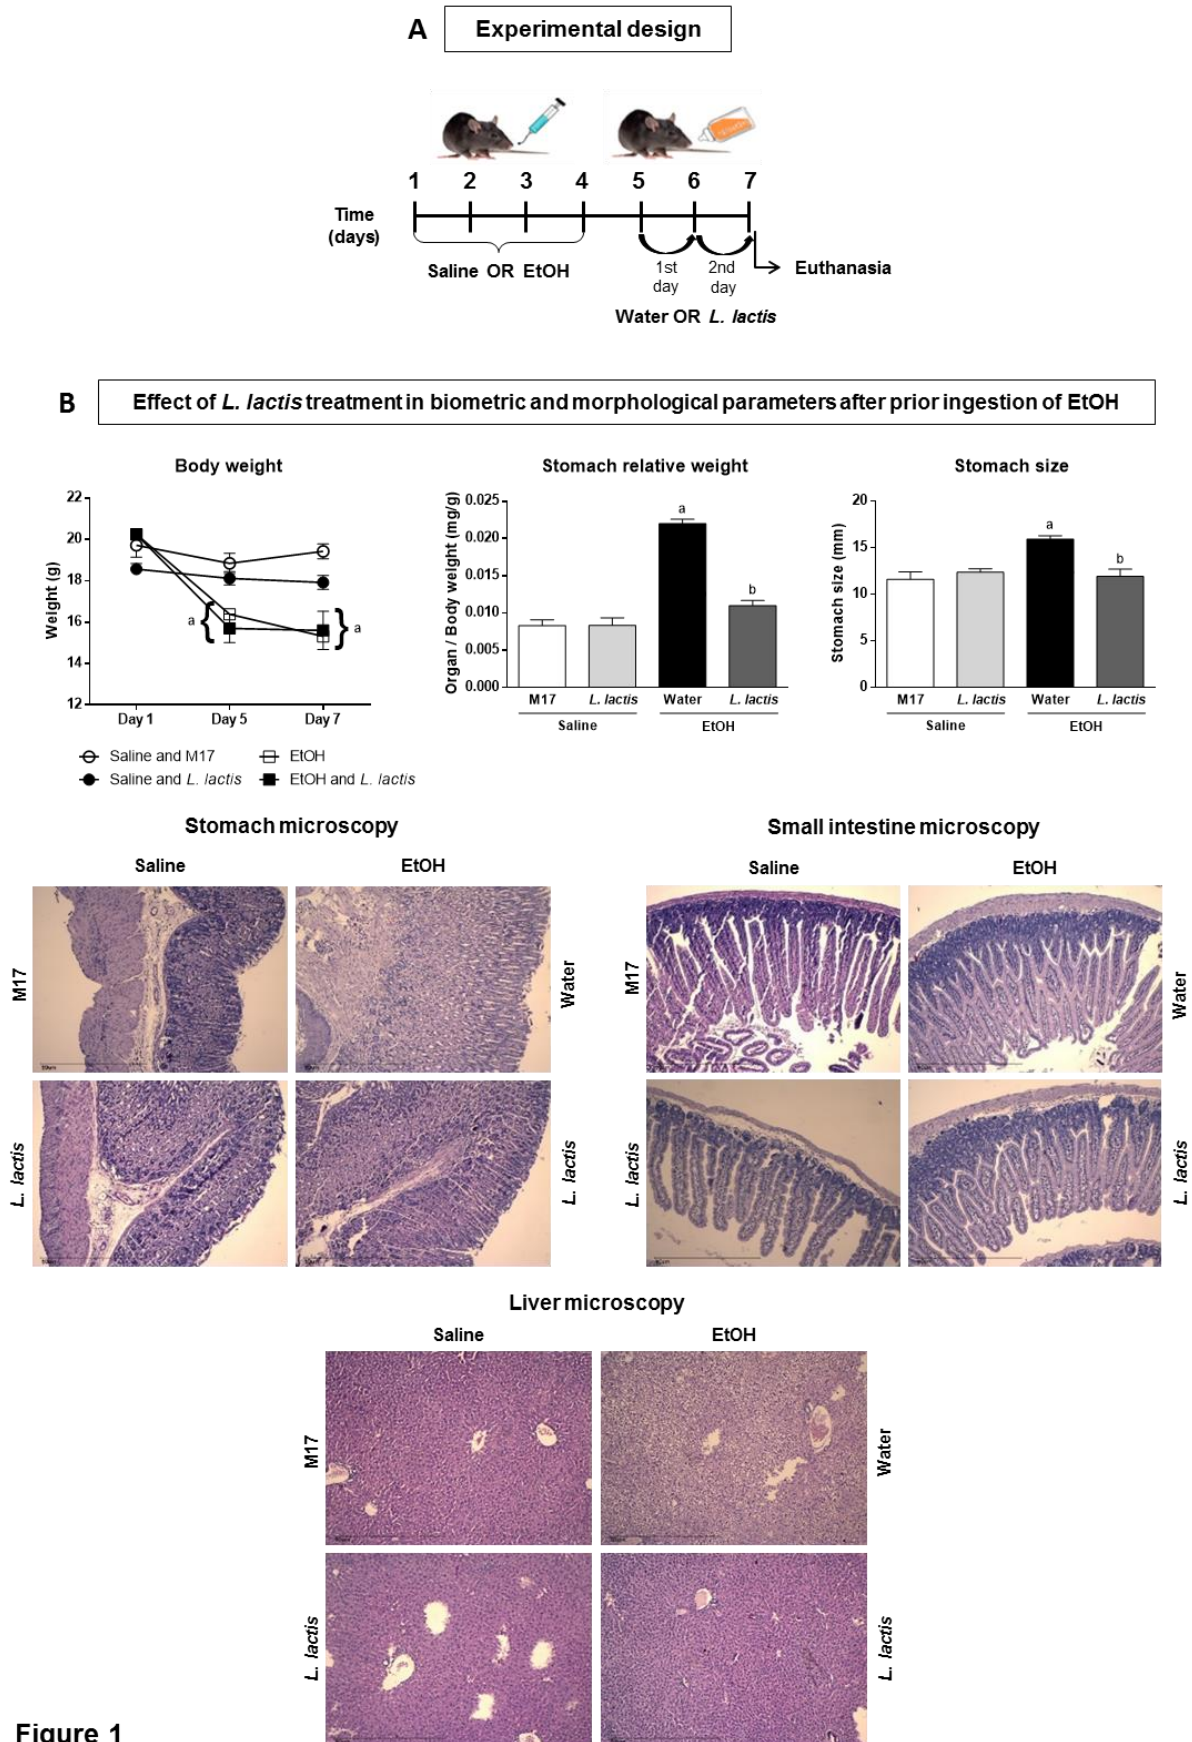 A
Experimental design
1 2 3 4 5 6 7
Time
(days)
Saline OR EtOH
1st
day
2nd
day
Euthanasia
Water OR L. lactis
B
Effect of L. lactis treatment in biometric and morphological parameters after prior ingestion of EtOH
Body weight
Weight (g)
22
20
18
16
14
12
a
a
Day 1 Day 5 Day 7
Saline and M17
EtOH
Saline and L. lactis
EtOH and L. lactis
Stomach relative weight
Organ / Body weight (mg/g)
0.025
0.020
0.015
0.010
0.005
0.000
a
b
M17 L. lactis Water L. lactis
Saline EtOH
Stomach size
Stomach size (mm)
20
15
10
5
0
a
b
M17 L. lactis Water L. lactis
Saline EtOH
Stomach microscopy
Saline EtOH
M17
Water
L. lactis
L. lactis
Small intestine microscopy
Saline EtOH
M17
Water
L. lactis
L. lactis
Liver microscopy
Saline EtOH
M17
Water
L. lactis
L. lactis
Figure 1